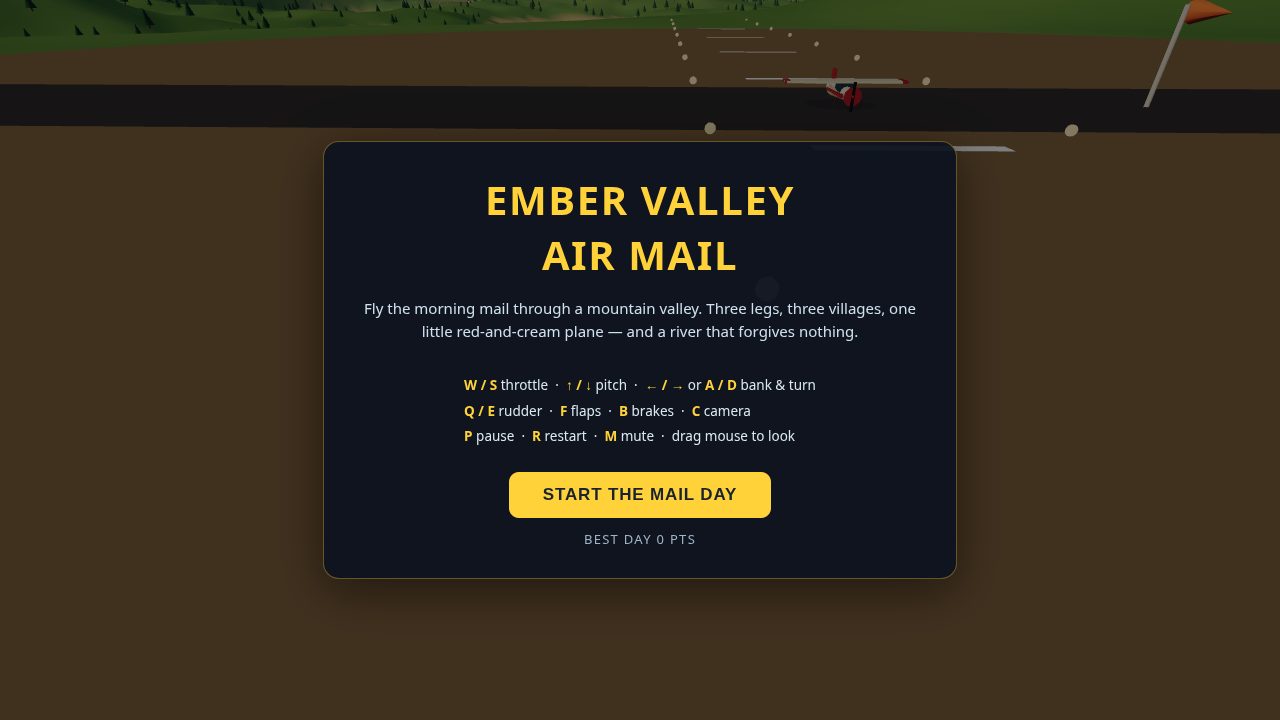 EMBER VALLEY
AIR MAIL
Fly the morning mail through a mountain valley. Three legs, three villages, one
little red-and-cream plane — and a river that forgives nothing.
W / S throttle · ↑ / ↓ pitch · ← / → or A / D bank & turn
Q / E rudder · F flaps · B brakes · C camera
P pause · R restart · M mute · drag mouse to look
START THE MAIL DAY
BEST DAY 0 PTS